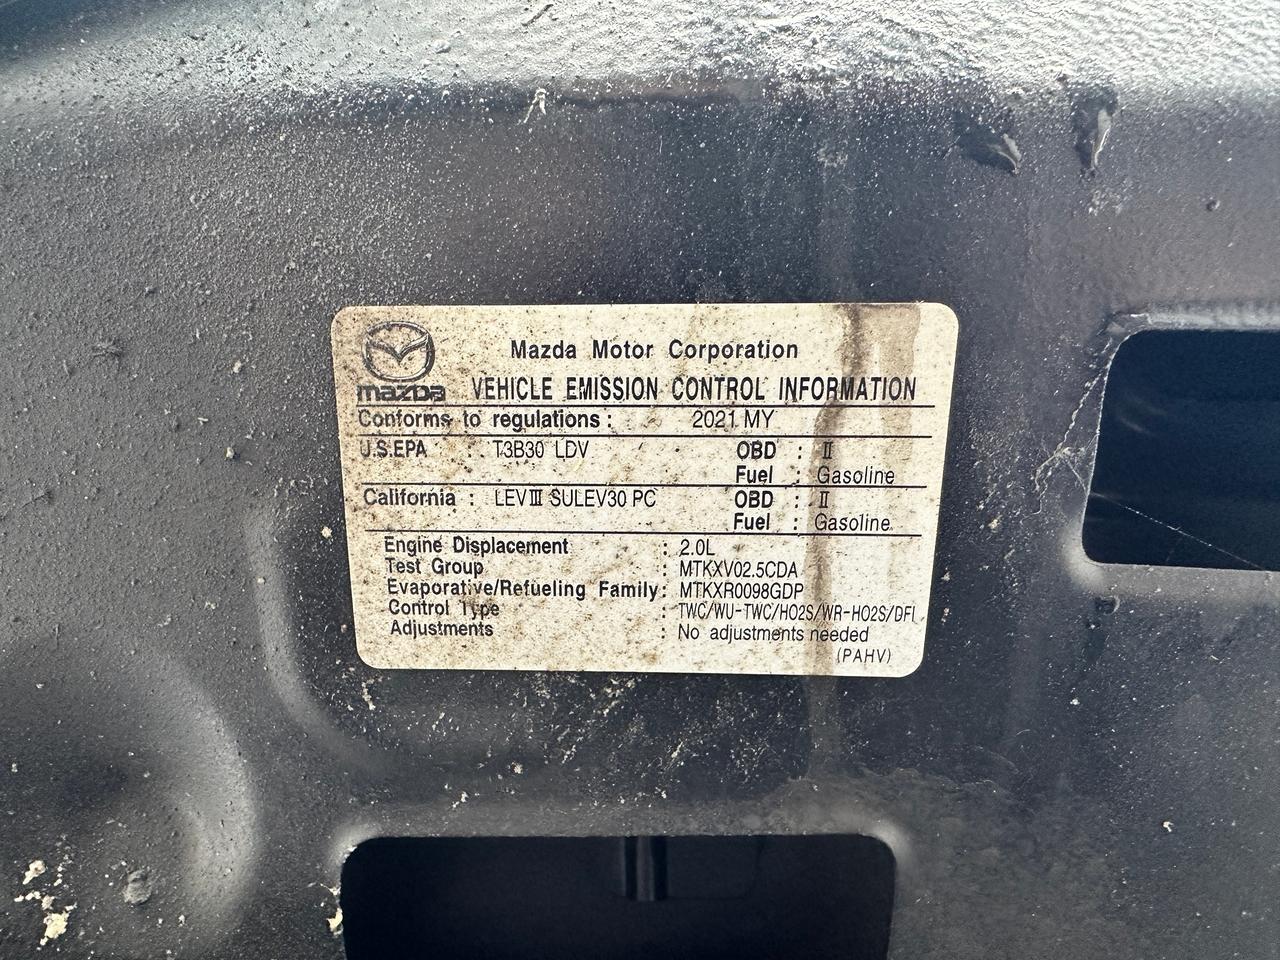 Mazda Motor Corporation
mazda VEHICLE EMISSION CONTROL INFORMATION
Conforms to regulations : 2021 MY
U.S.EPA : T3B30 LDV OBD : II
Fuel : Gasoline
California : LEVIII SULEV30 PC OBD : II
Fuel : Gasoline
Engine Displacement : 2.0L
Test Group : MTKXV02.5CDA
Evaporative/Refueling Family : MTKXR0098GDP
Control Type : TWC/WU-TWC/HO2S/WR-HO2S/DFI
Adjustments : No adjustments needed
(PAHV)